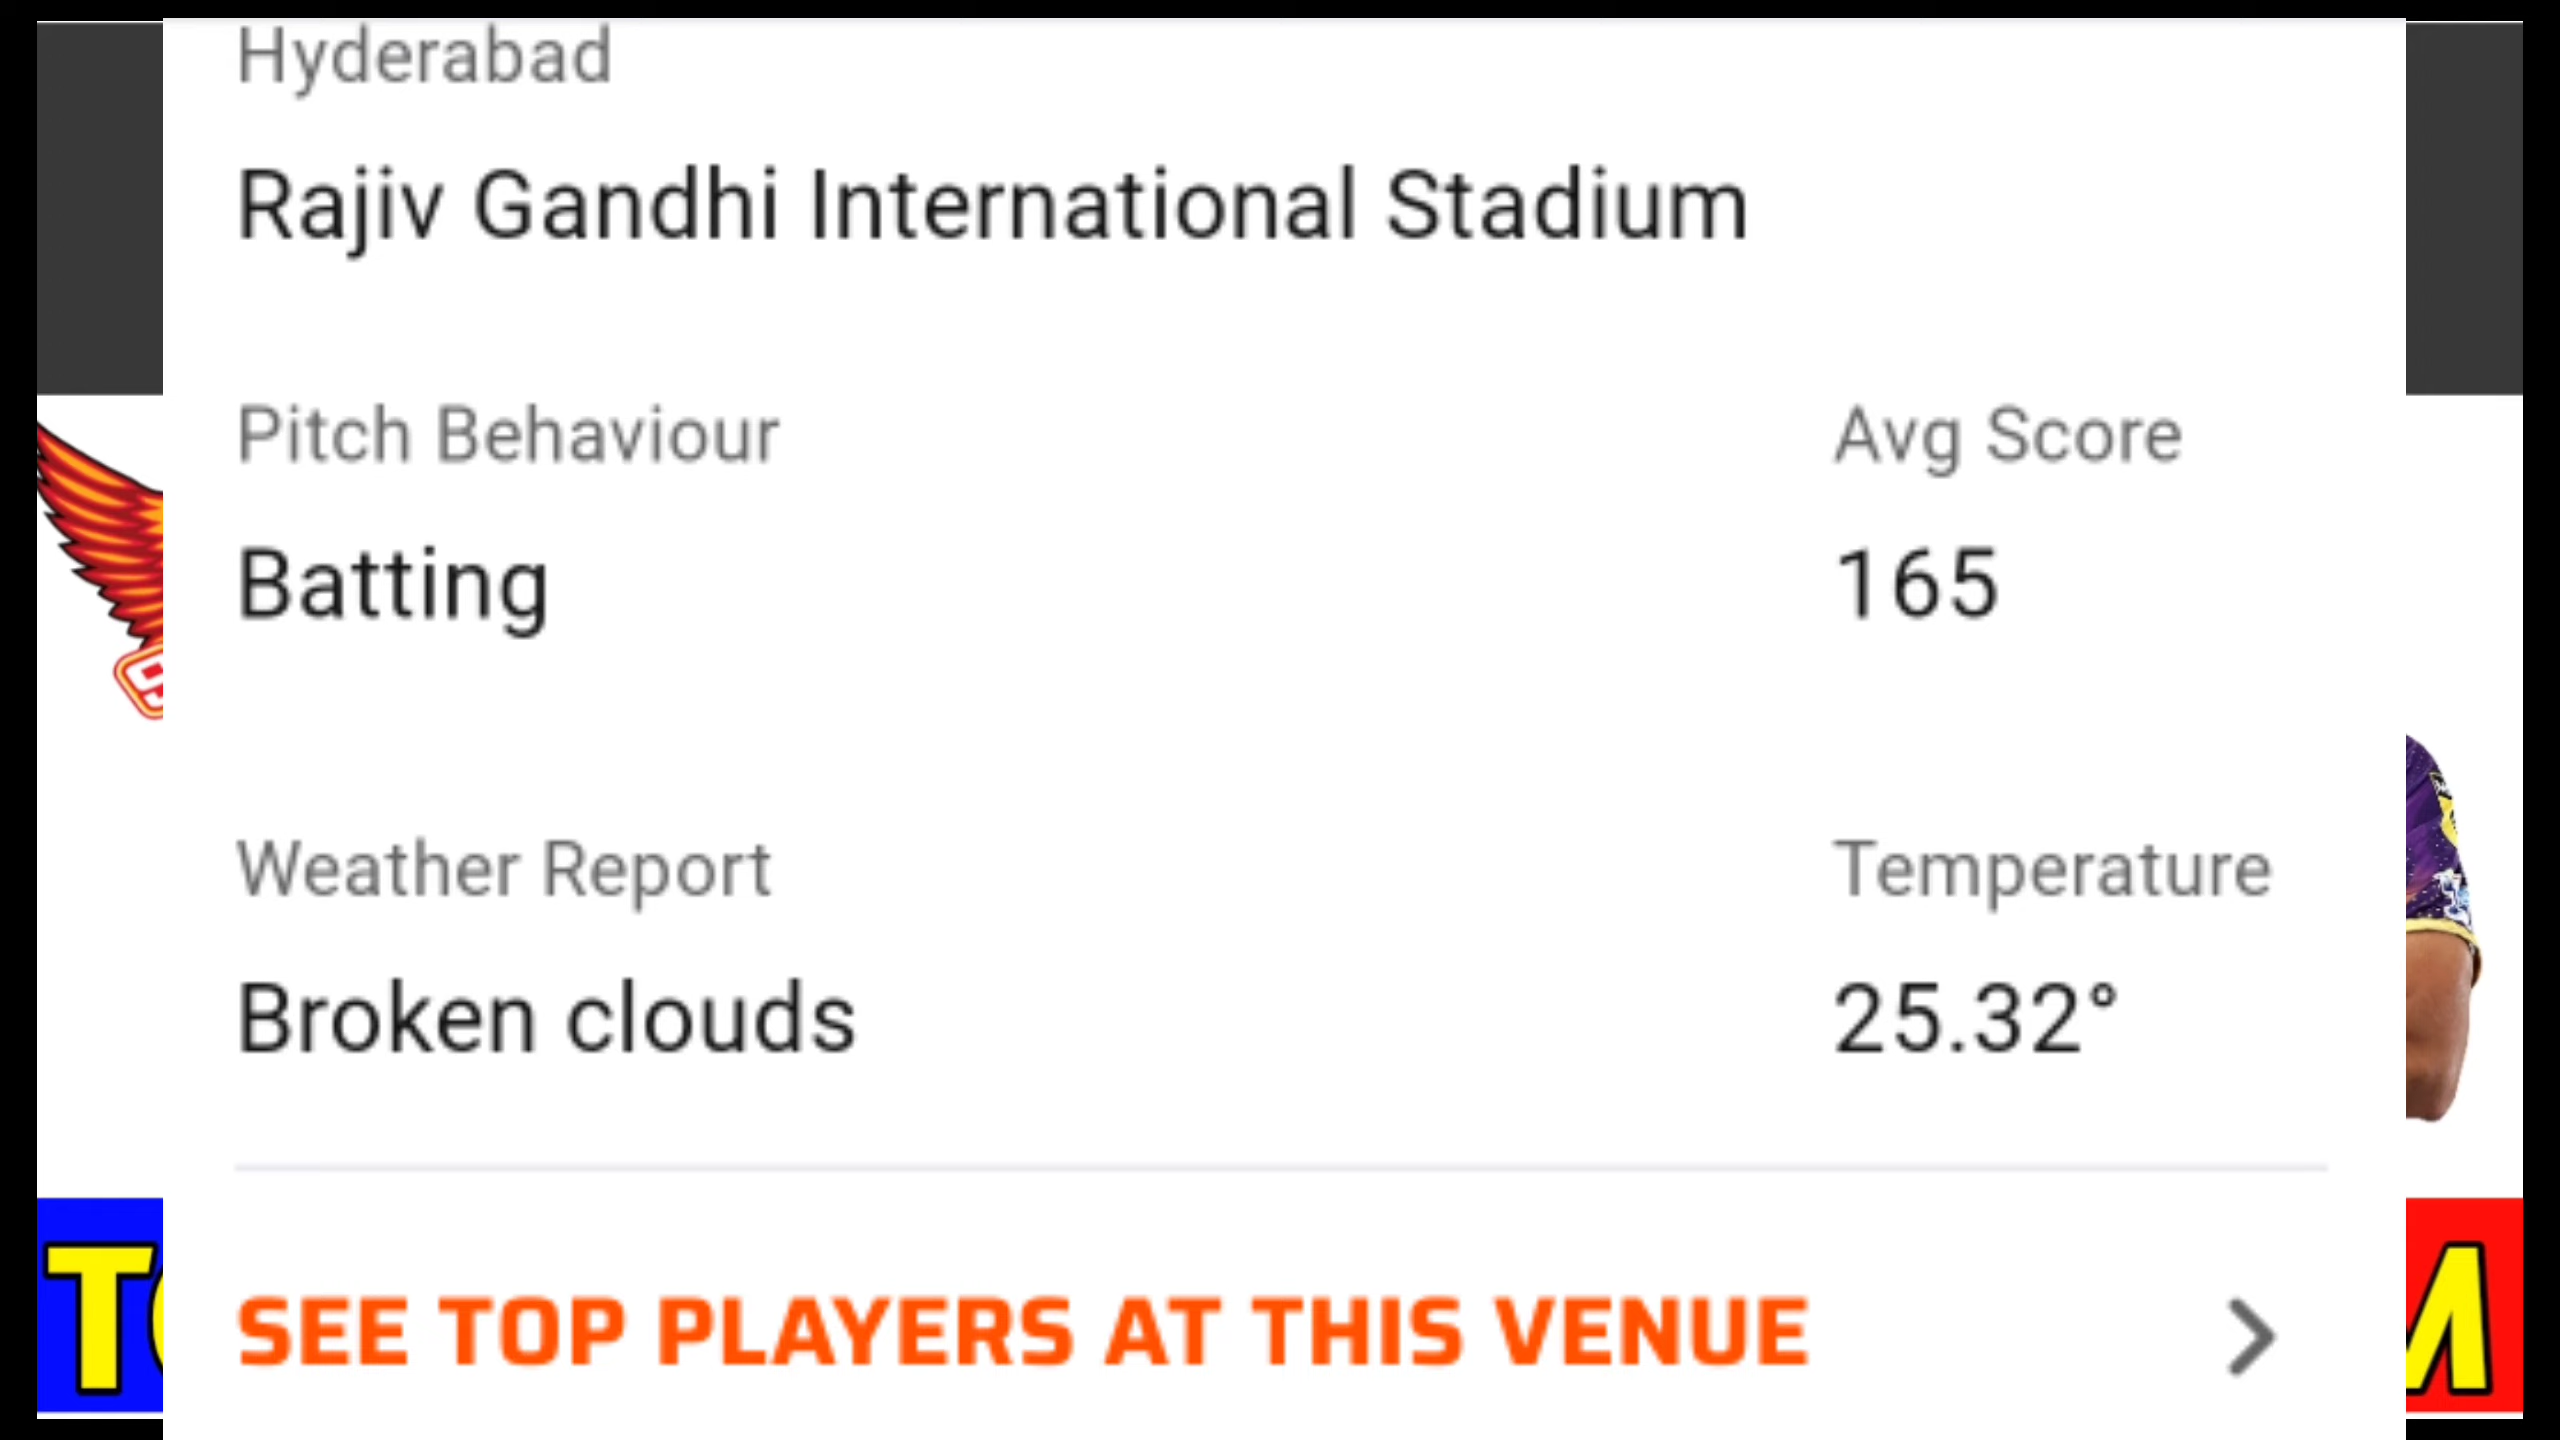 Hyderabad
Rajiv Gandhi International Stadium
Pitch Behaviour
Avg Score
Batting
165
Weather Report
Temperature
Broken clouds
25.32°
SEE TOP PLAYERS AT THIS VENUE